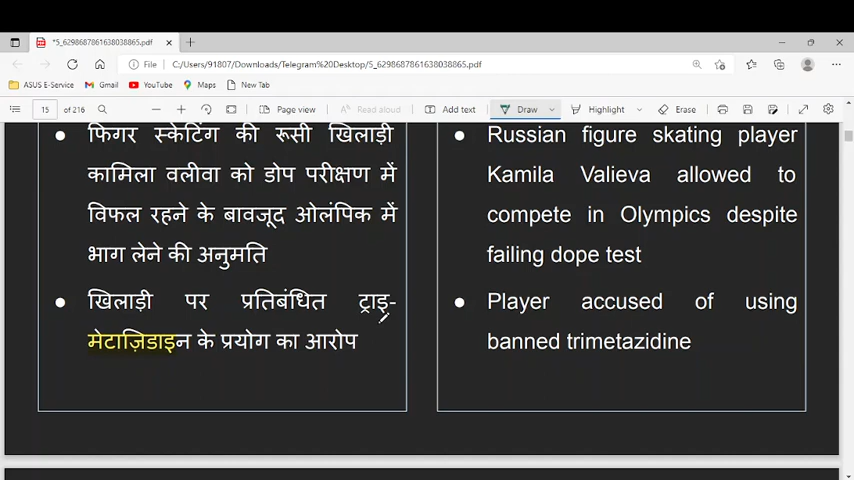 *5_6298687861638038865.pdf
File C:/Users/91807/Downloads/Telegram Desktop/5_6298687861638038865.pdf
ASUS E-Service Gmail YouTube Maps New Tab
15 of 216 Page view Read aloud Add text Draw Highlight Erase
फिगर स्केटिंग की रूसी खिलाड़ी
कामिला वलीवा को डोप परीक्षण में
विफल रहने के बावजूद ओलंपिक में
भाग लेने की अनुमति
खिलाड़ी पर प्रतिबंधित ट्राइ-
मेटाज़िडाइन के प्रयोग का आरोप
Russian figure skating player
Kamila Valieva allowed to
compete in Olympics despite
failing dope test
Player accused of using
banned trimetazidine